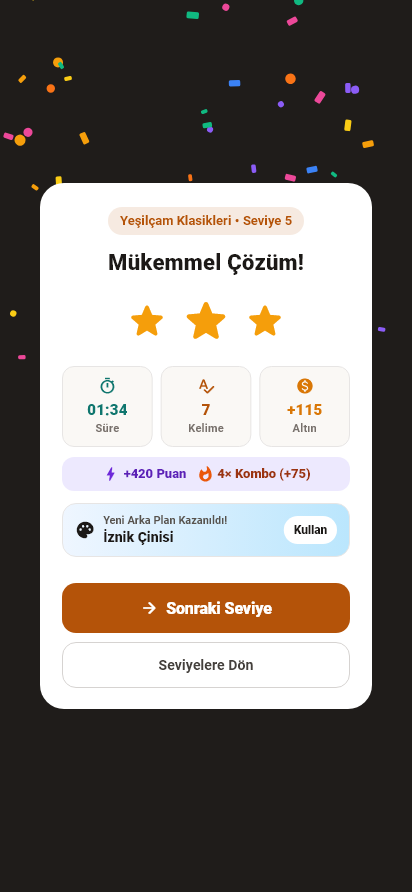 Yeşilçam Klasikleri • Seviye 5
Mükemmel Çözüm!
01:34
Süre
7
Kelime
+115
Altın
+420 Puan
4× Kombo (+75)
Yeni Arka Plan Kazanıldı!
İznik Çinisi
Kullan
Sonraki Seviye
Seviyelere Dön